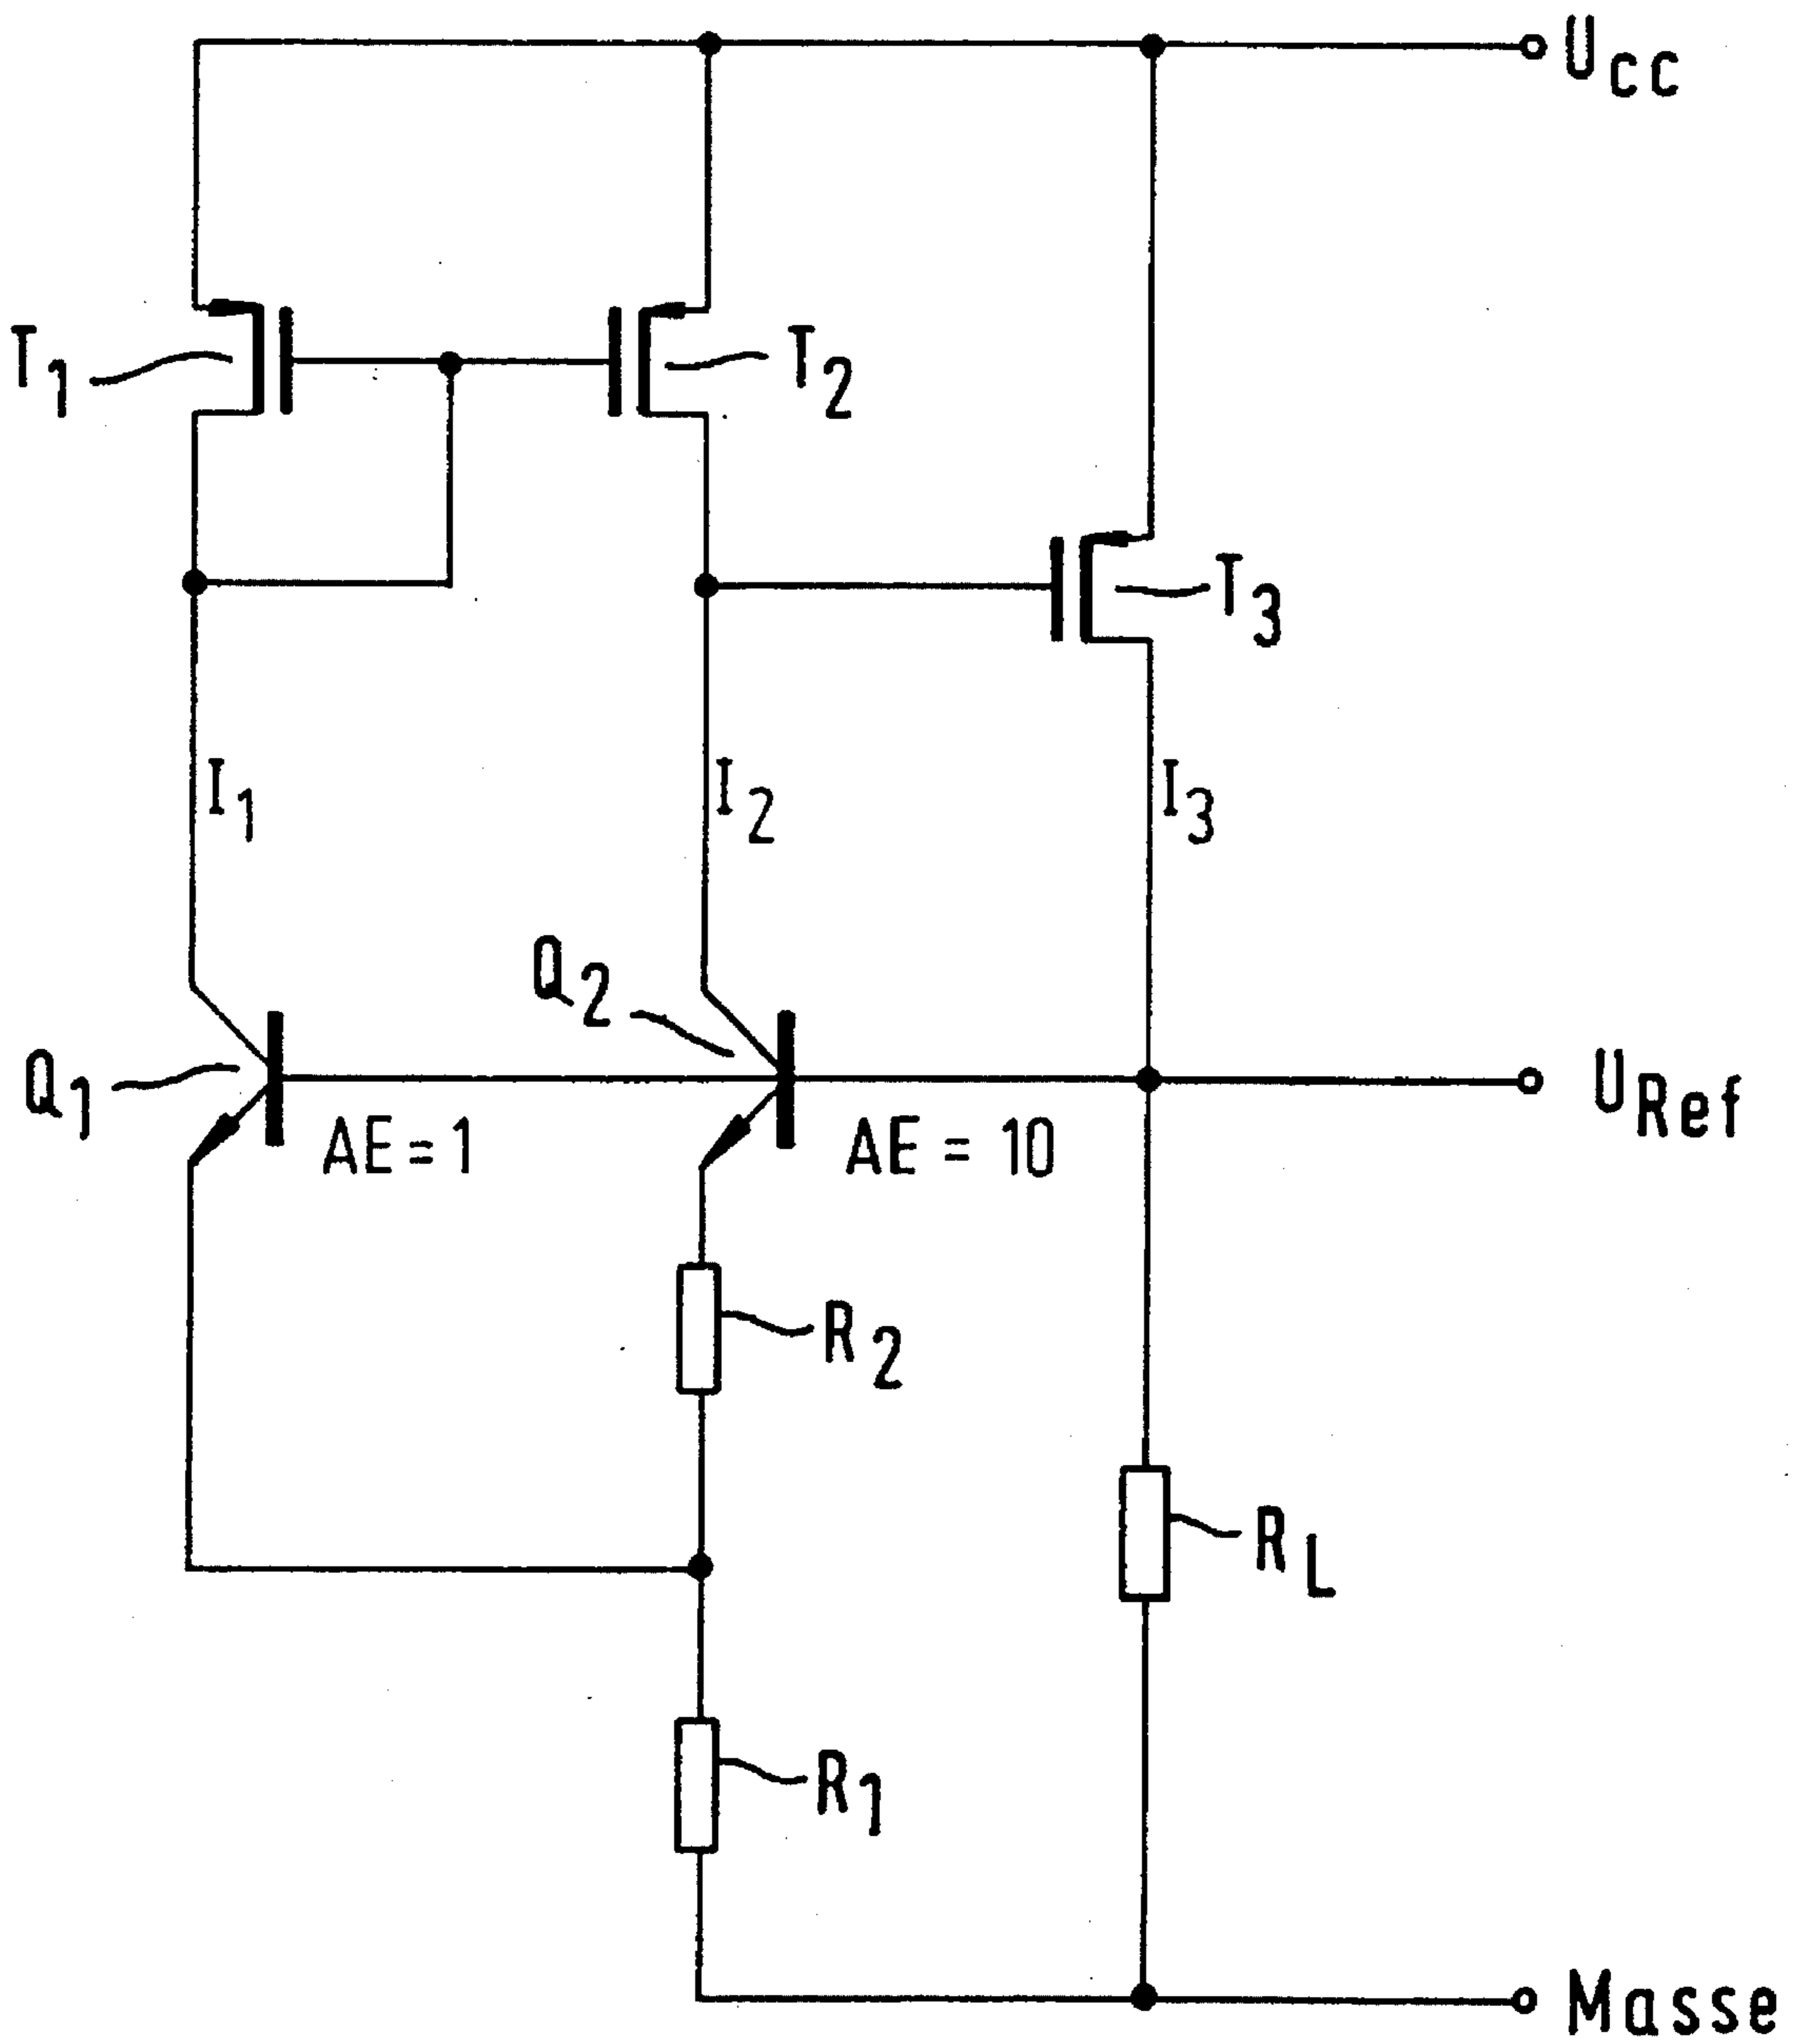 Ucc
T1
T2
T3
I1
I2
I3
Q2
Q1
URef
AE = 1
AE = 10
R2
RL
R1
Masse